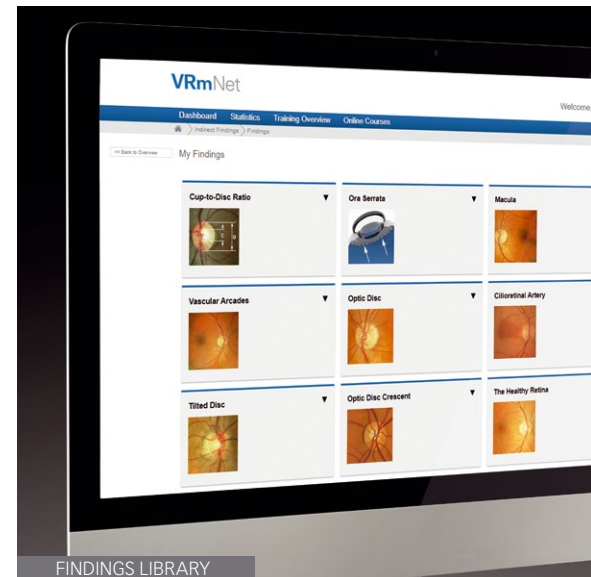 VRmNet
Welcome
Dashboard Statistics Training Overview Online Courses
Indirect Findings Findings
<< Back to Overview My Findings
Cup-to-Disc Ratio Ora Serrata Macula
C D
Vascular Arcades Optic Disc Cilioretinal Artery
Tilted Disc Optic Disc Crescent The Healthy Retina
FINDINGS LIBRARY